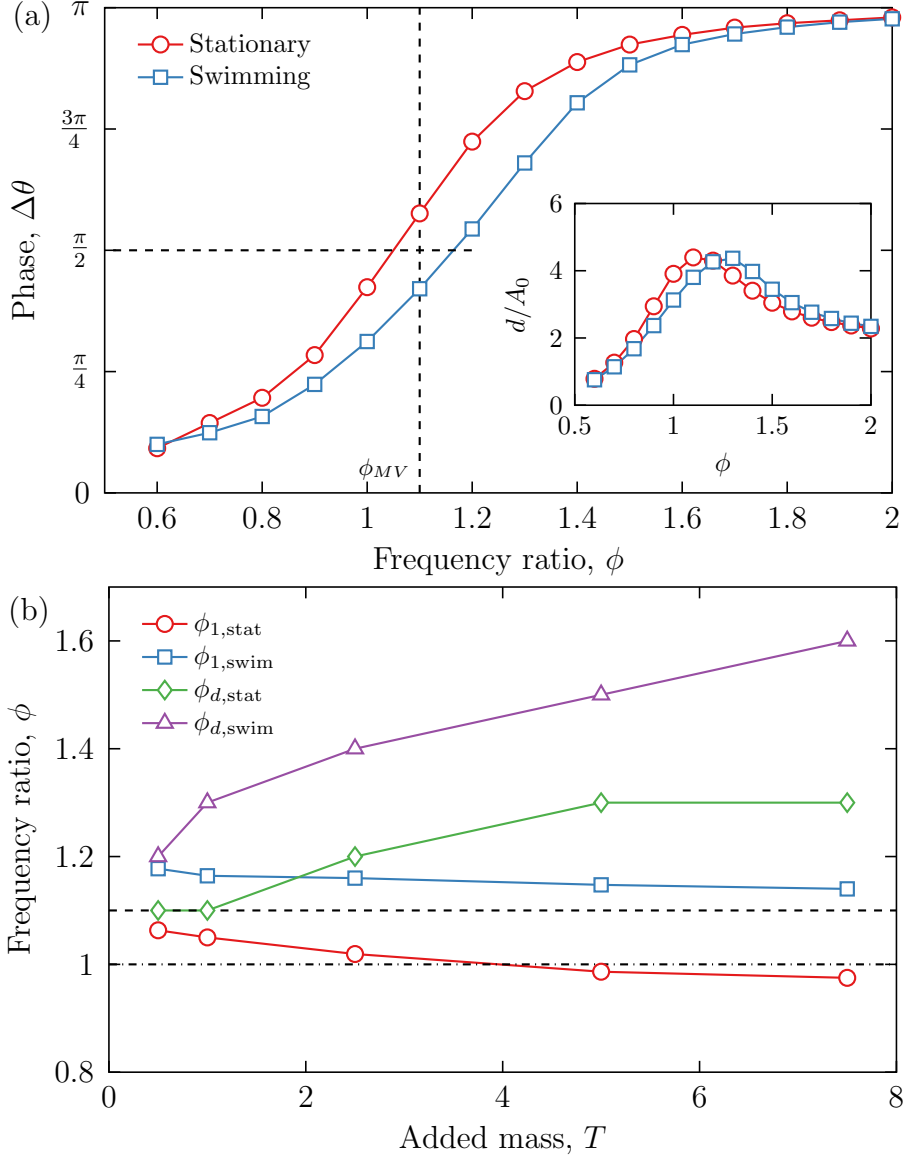 (a)
π
3π/4
π/2
π/4
0
Phase, Δθ
Stationary
Swimming
ϕ_MV
0.6 0.8 1 1.2 1.4 1.6 1.8 2
Frequency ratio, ϕ
6
4
2
0
d/A₀
0.5 1 1.5 2
ϕ
(b)
1.6
1.4
1.2
1
0.8
Frequency ratio, ϕ
ϕ₁,stat
ϕ₁,swim
ϕ_d,stat
ϕ_d,swim
0 2 4 6 8
Added mass, T